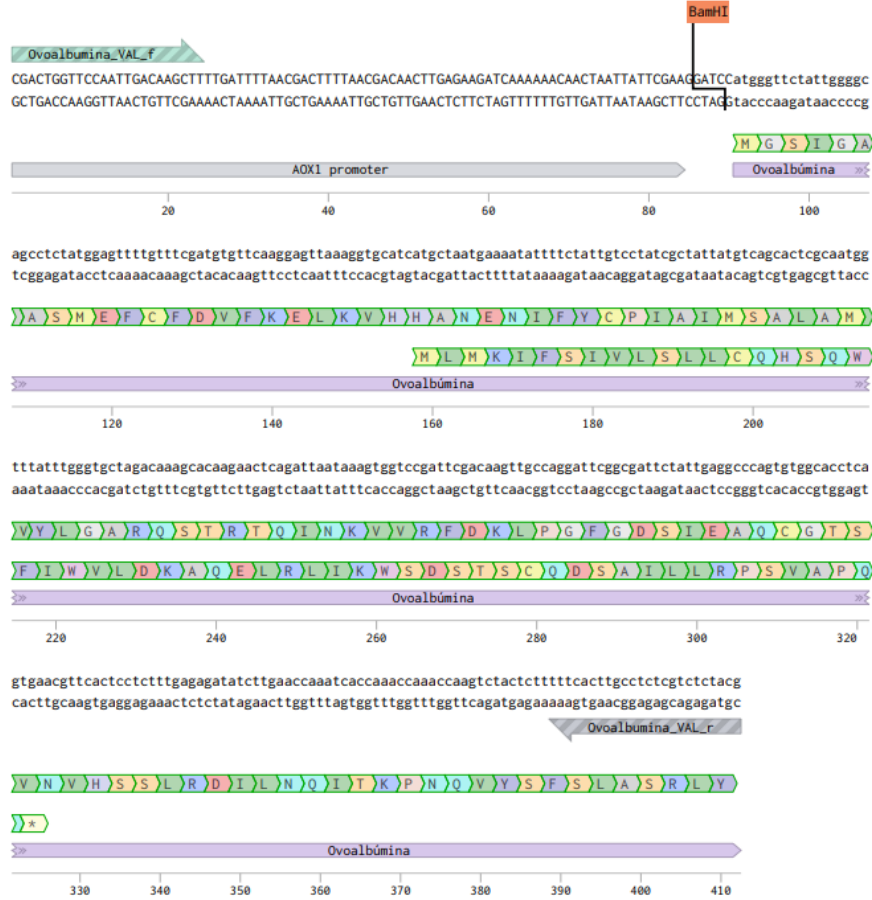 BamHI
Ovoalbumina_VAL_f
CGACTGGTTCCAATTGACAAGCTTTTGATTTTAACGACTTTTAACGACAACTTGAGAAGATCAAAAAACAACTAATTATTCGAAGGATCCatgggttctattggggc
GCTGACCAAGGTTAACTGTTCGAAAACTAAAATTGCTGAAAATTGCTGTTGAACTCTTCTAGTTTTTTGTTGATTAATAAGCTTCCTAGGtacccaagataaccccg
M G S I G A
AOX1 promoter Ovoalbúmina
20 40 60 80 100
agcctctatggagttttgtttcgatgtgttcaaggagttaaaggtgcatcatgctaatgaaaatattttctattgtcctatcgctattatgtcagcactcgcaatgg
tcggagatacctcaaaacaaagctacacaagttcctcaatttccacgtagtacgattacttttataaaagataacaggatagcgataatacagtcgtgagcgttacc
A S M E F C F D V F K E L K V H H A N E N I F Y C P I A I M S A L A M
M L M K I F S I V L S L L C Q H S Q W
Ovoalbúmina
120 140 160 180 200
tttatttgggtgctagacaaagcacaagaactcagattaataaagtggtccgattcgacaagttgccaggattcggcgattctattgaggcccagtgtggcacctca
aaataaacccacgatctgtttcgtgttcttgagtctaattatttcaccaggctaagctgttcaacggtcctaagccgctaagataactccgggtcacaccgtggagt
V Y L G A R Q S T R T Q I N K V V R F D K L P G F G D S I E A Q C G T S
F I W V L D K A Q E L R L I K W S D S T S C Q D S A I L L R P S V A P Q
Ovoalbúmina
220 240 260 280 300 320
gtgaacgttcactcctctttgagagatatcttgaaccaaatcaccaaaccaaaccaagtctactctttttcacttgcctctcgtctctacg
cacttgcaagtgaggagaaactctctatagaacttggtttagtggtttggtttggttcagatgagaaaaagtgaacggagagcagagatgc
Ovoalbumina_VAL_r
V N V H S S L R D I L N Q I T K P N Q V Y S F S L A S R L Y
*
Ovoalbúmina
330 340 350 360 370 380 390 400 410